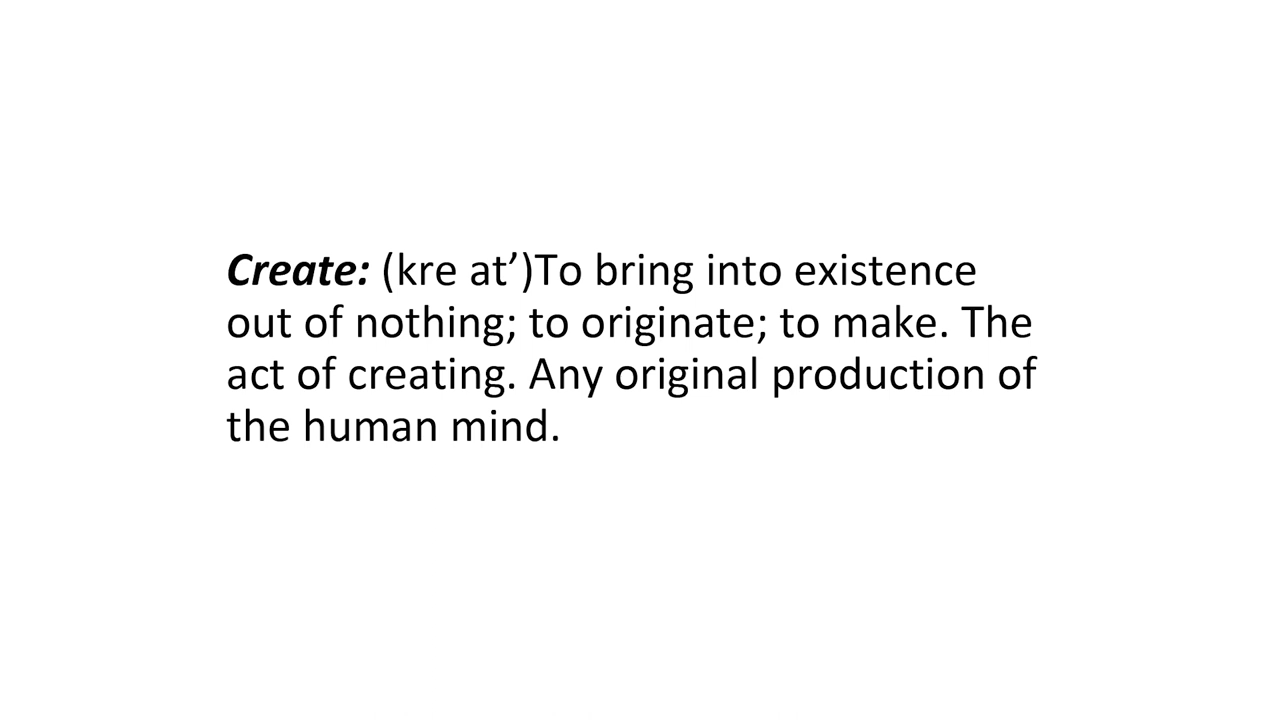 Create: (kre at’)To bring into existence
out of nothing; to originate; to make. The
act of creating. Any original production of
the human mind.